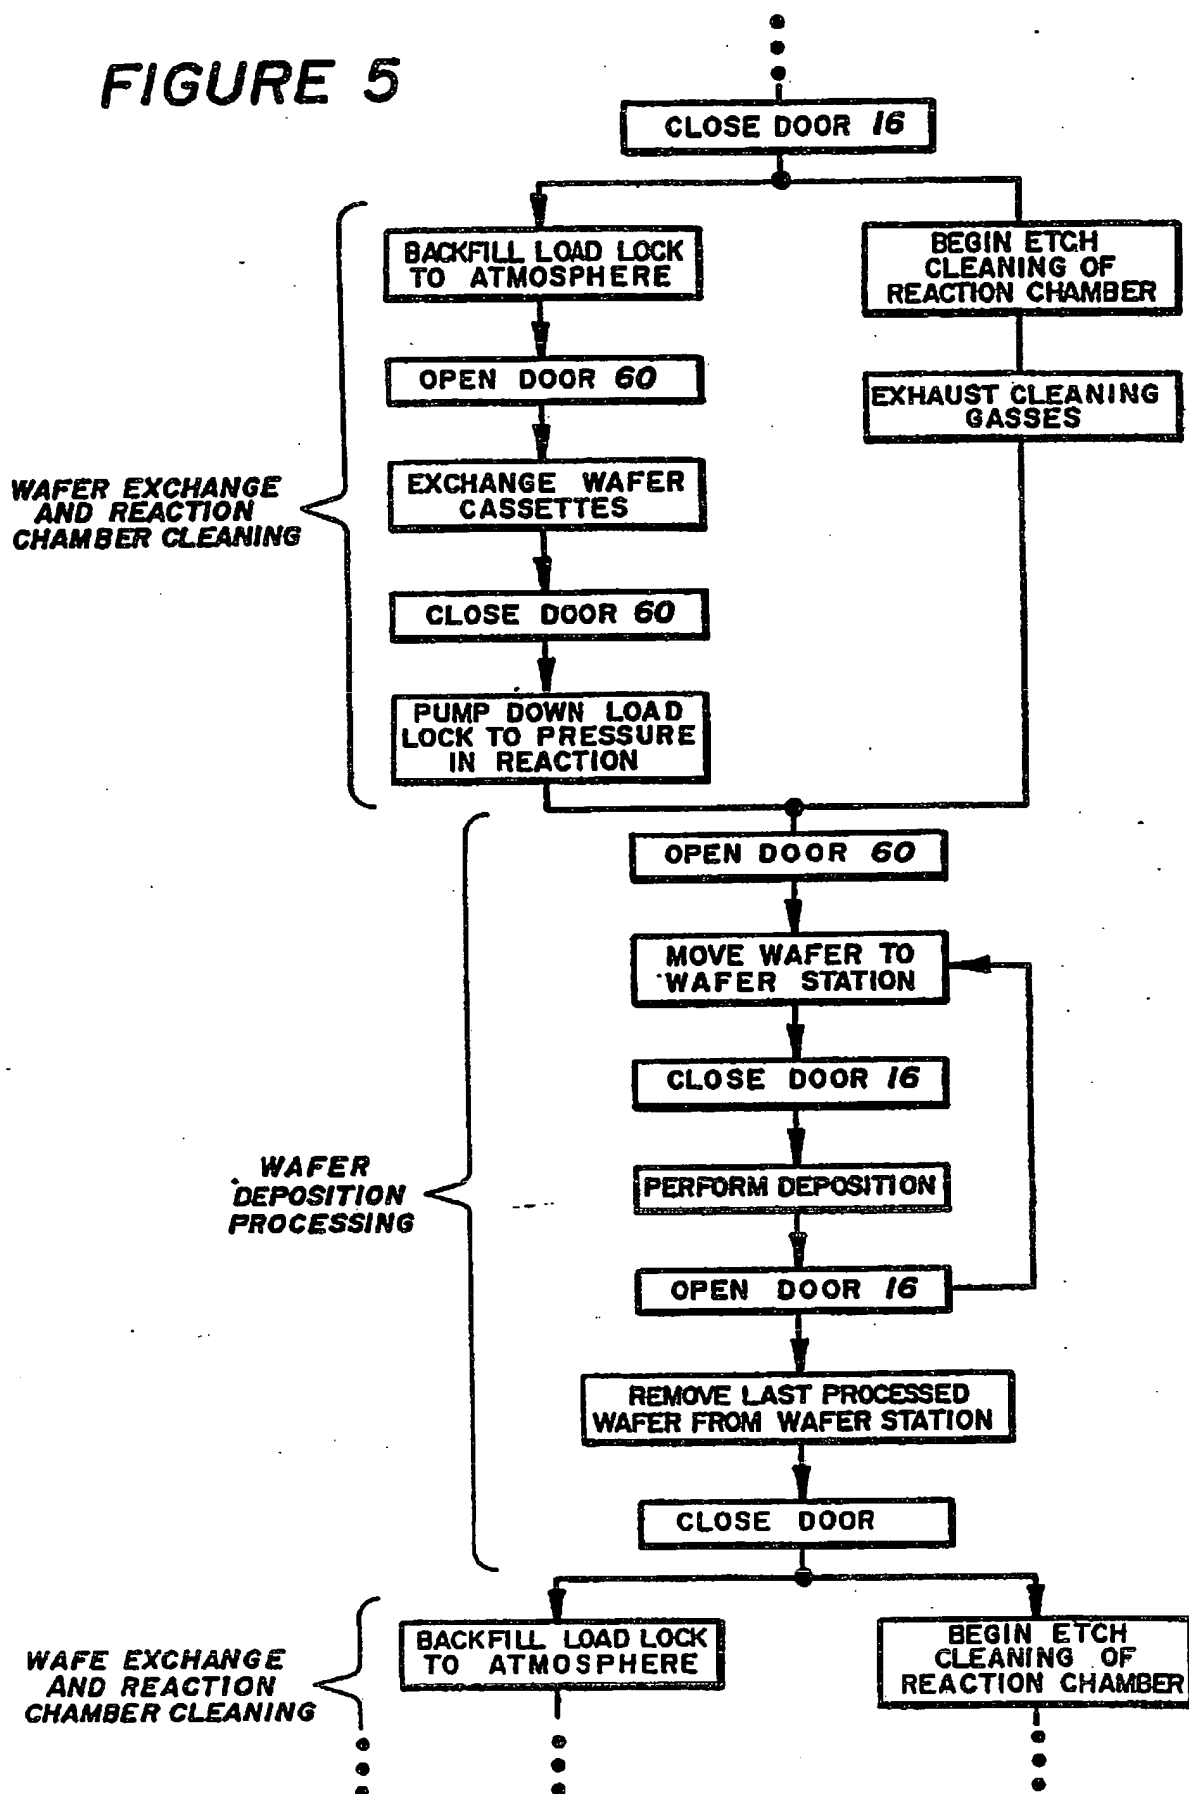 FIGURE 5
CLOSE DOOR 16
BACKFILL LOAD LOCK
TO ATMOSPHERE
BEGIN ETCH
CLEANING OF
REACTION CHAMBER
OPEN DOOR 60
EXHAUST CLEANING
GASSES
WAFER EXCHANGE
AND REACTION
CHAMBER CLEANING
EXCHANGE WAFER
CASSETTES
CLOSE DOOR 60
PUMP DOWN LOAD
LOCK TO PRESSURE
IN REACTION
OPEN DOOR 60
MOVE WAFER TO
WAFER STATION
CLOSE DOOR 16
WAFER
DEPOSITION
PROCESSING
PERFORM DEPOSITION
OPEN DOOR 16
REMOVE LAST PROCESSED
WAFER FROM WAFER STATION
CLOSE DOOR
WAFE EXCHANGE
AND REACTION
CHAMBER CLEANING
BACKFILL LOAD LOCK
TO ATMOSPHERE
BEGIN ETCH
CLEANING OF
REACTION CHAMBER